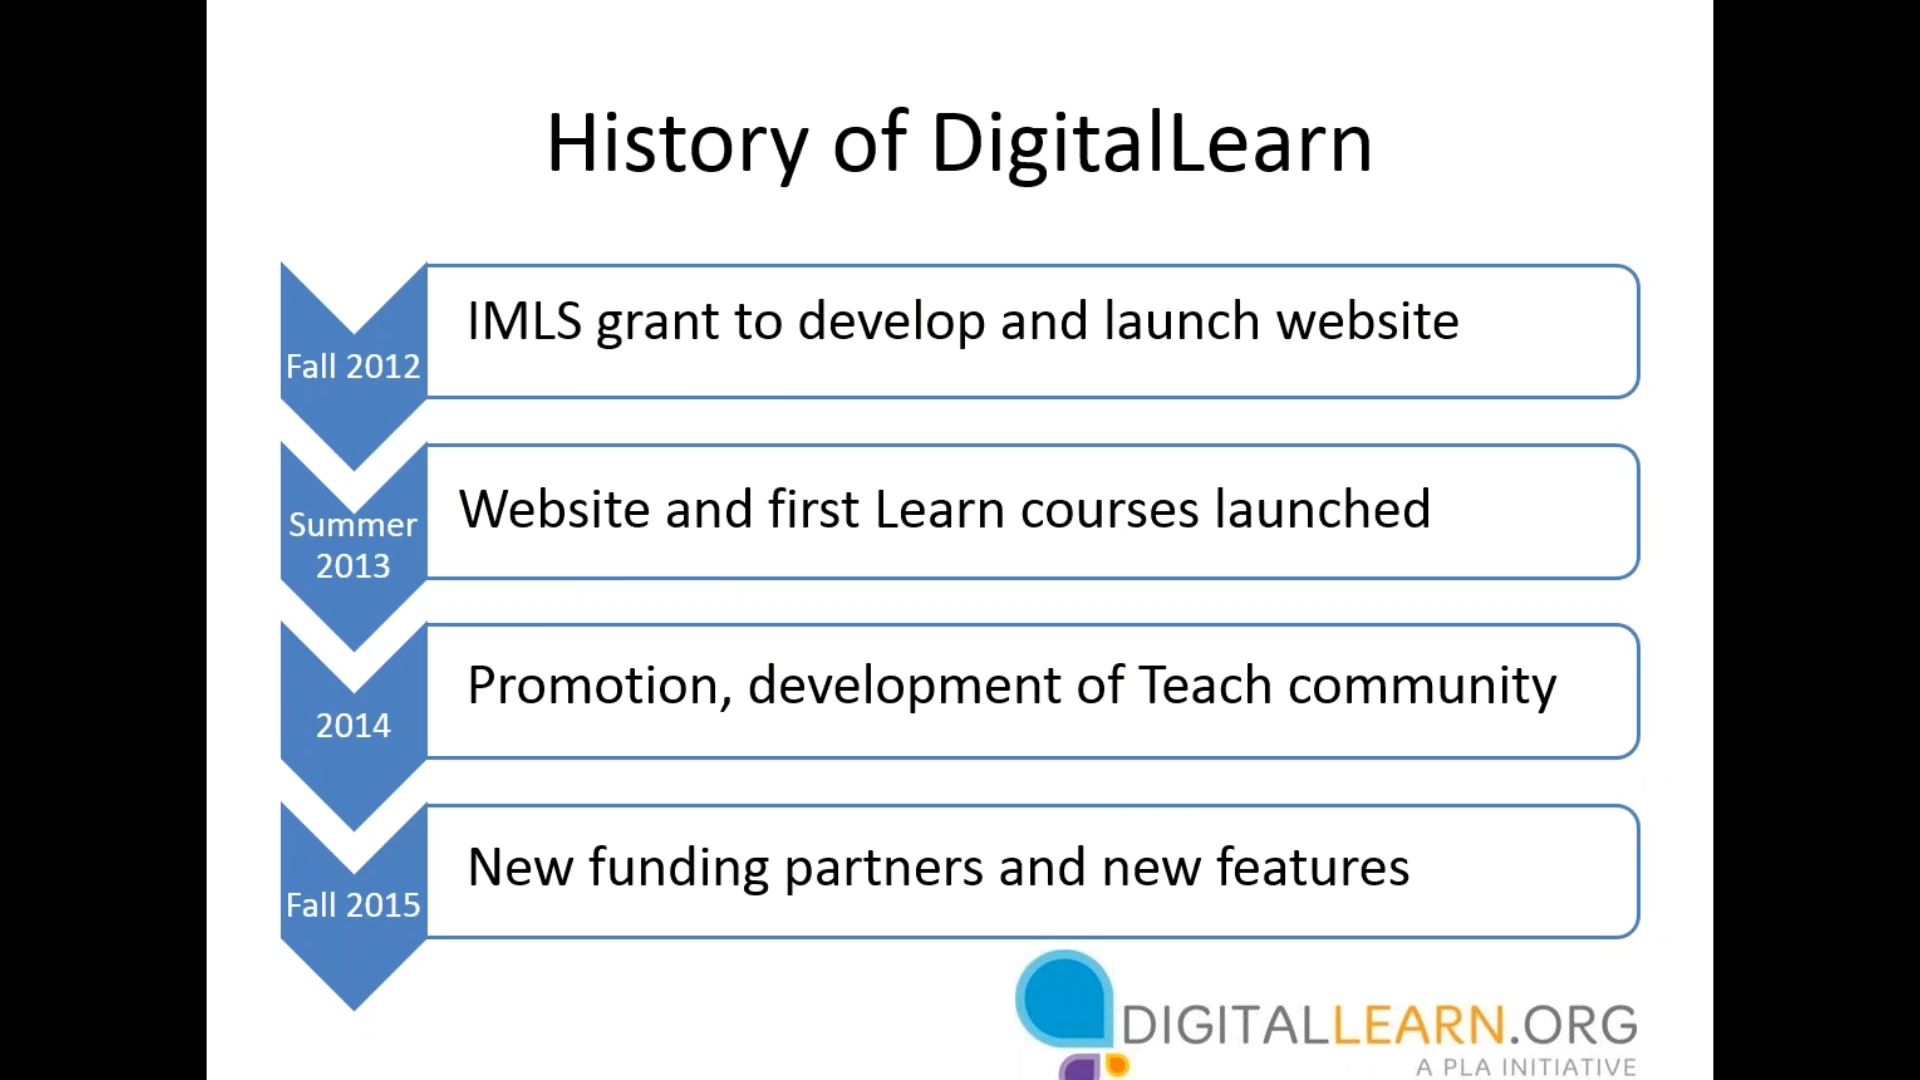 History of DigitalLearn
Fall 2012
IMLS grant to develop and launch website
Summer
2013
Website and first Learn courses launched
2014
Promotion, development of Teach community
Fall 2015
New funding partners and new features
DIGITALLEARN.ORG
A PLA INITIATIVE